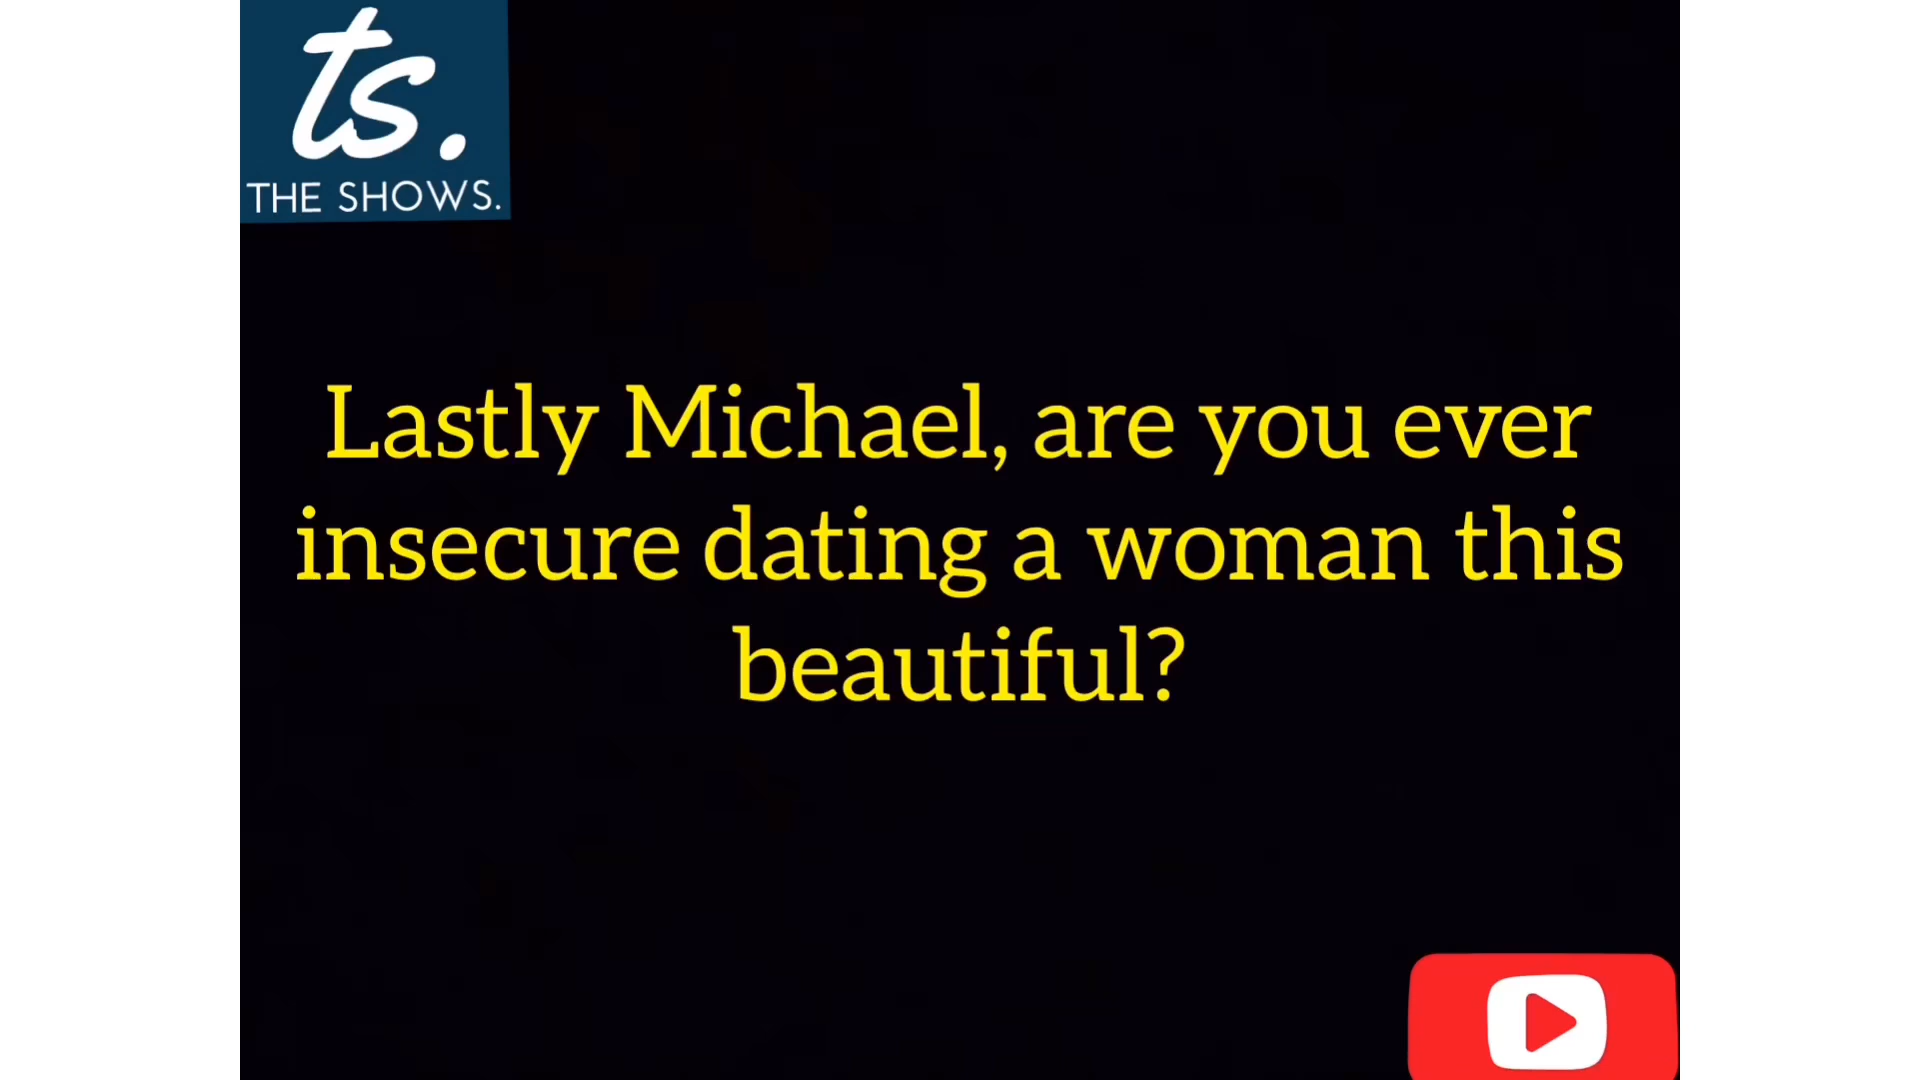 ts.
THE SHOWS.
Lastly Michael, are you ever
insecure dating a woman this
beautiful?